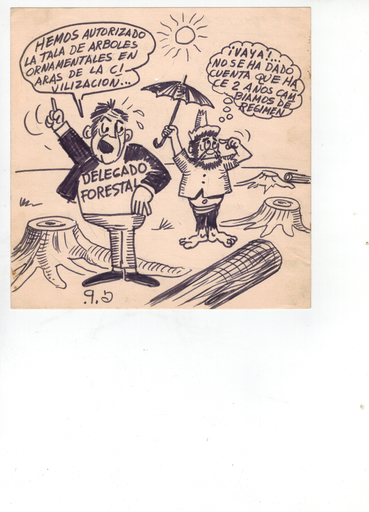 HEMOS AUTORIZADO
LA TALA DE ARBOLES
ORNAMENTALES EN
ARAS DE LA C!
VILIZACION...
¡VAYA!...
NO SE HA DADO
CUENTA QUE HA
CE 2 AÑOS CAM
BIAMOS DE
REGIMEN
DELEGADO
FORESTAL